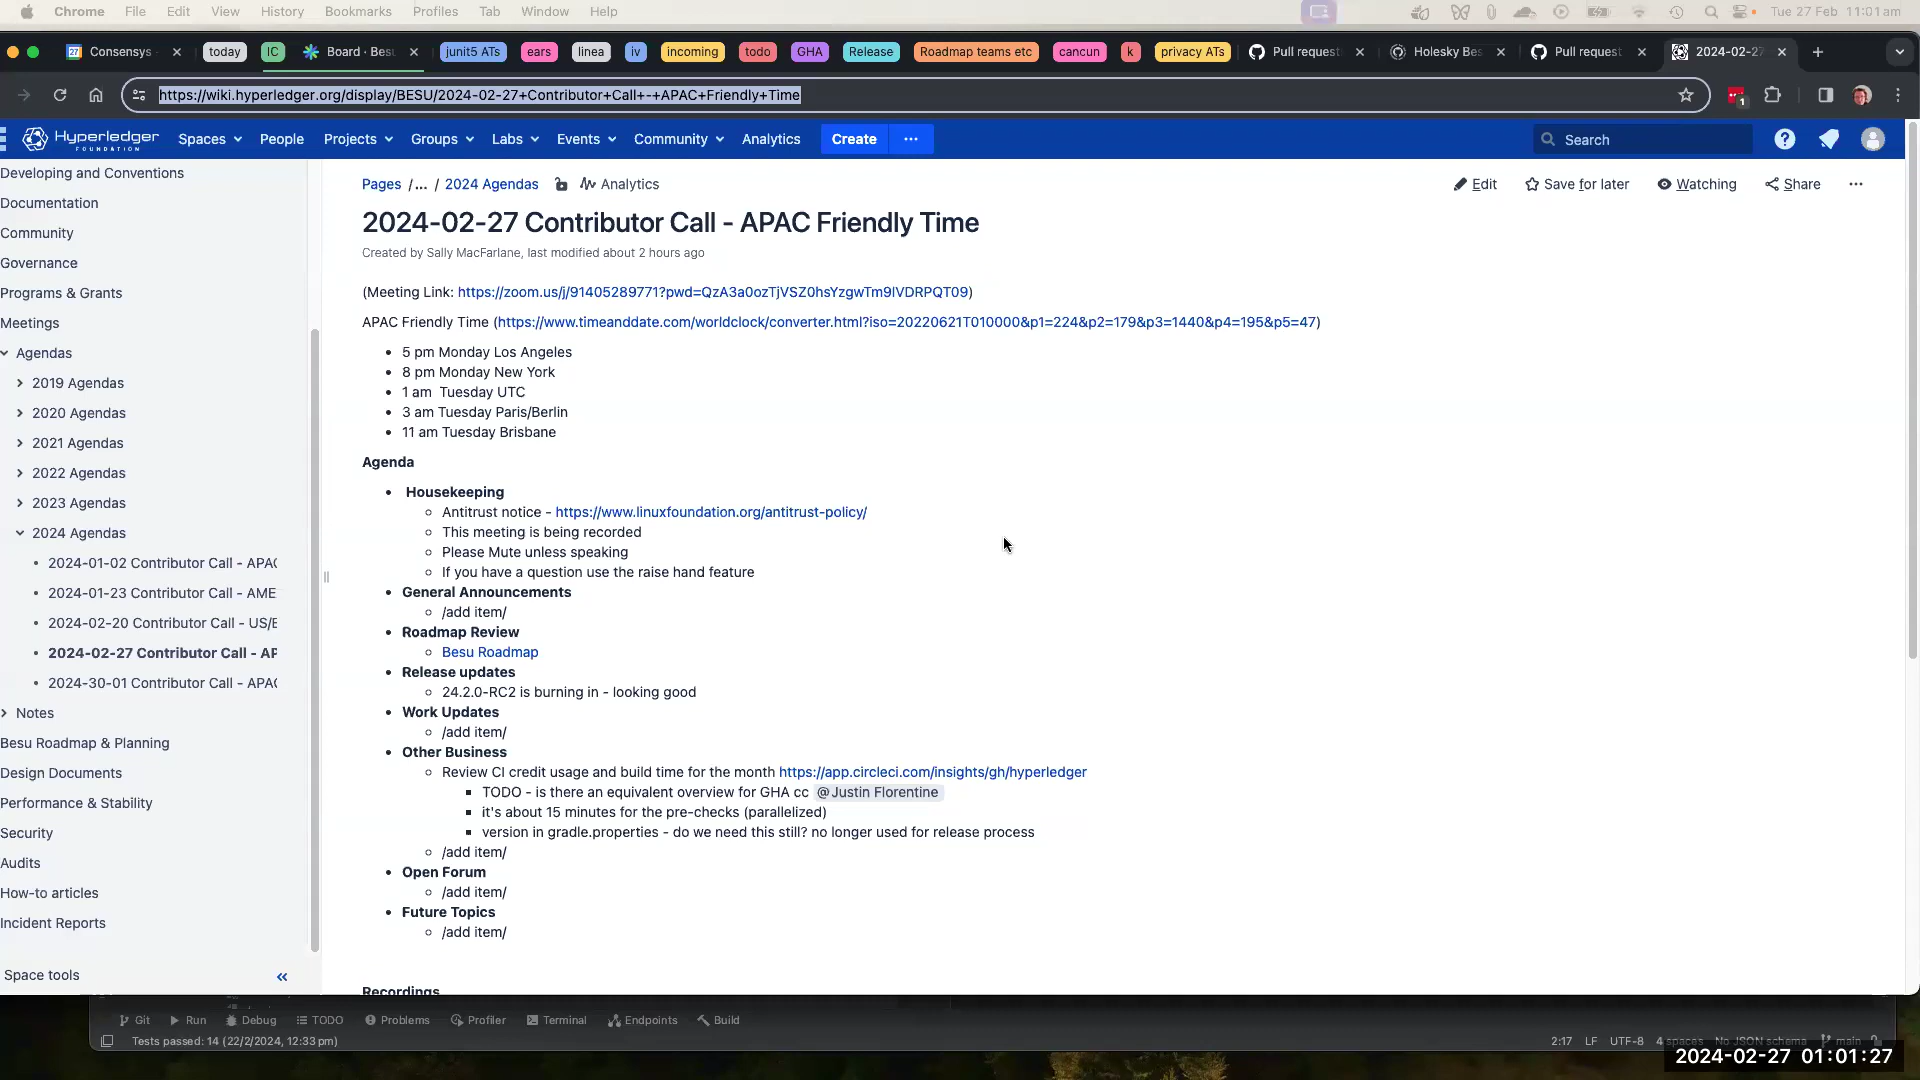 Chrome File Edit View History Bookmarks Profiles Tab Window Help Tue 27 Feb 11:01 am
Consensys today IC Board · Besu junit5 ATs ears linea iv incoming todo GHA Release Roadmap teams etc cancun k privacy ATs Pull request Holesky Bes Pull request 2024-02-27
https://wiki.hyperledger.org/display/BESU/2024-02-27+Contributor+Call+-+APAC+Friendly+Time
1
Hyperledger FOUNDATION Spaces People Projects Groups Labs Events Community Analytics Create Search
Developing and Conventions
Documentation
Community
Governance
Programs & Grants
Meetings
Agendas
2019 Agendas
2020 Agendas
2021 Agendas
2022 Agendas
2023 Agendas
2024 Agendas
2024-01-02 Contributor Call - APAC
2024-01-23 Contributor Call - AME
2024-02-20 Contributor Call - US/E
2024-02-27 Contributor Call - AP
2024-30-01 Contributor Call - APAC
Notes
Besu Roadmap & Planning
Design Documents
Performance & Stability
Security
Audits
How-to articles
Incident Reports
Space tools
Pages /... / 2024 Agendas Analytics Edit Save for later Watching Share
2024-02-27 Contributor Call - APAC Friendly Time
Created by Sally MacFarlane, last modified about 2 hours ago
(Meeting Link: https://zoom.us/j/91405289771?pwd=QzA3a0ozTjVSZ0hsYzgwTm9lVDRPQT09)
APAC Friendly Time (https://www.timeanddate.com/worldclock/converter.html?iso=20220621T010000&p1=224&p2=179&p3=1440&p4=195&p5=47)
5 pm Monday Los Angeles
8 pm Monday New York
1 am Tuesday UTC
3 am Tuesday Paris/Berlin
11 am Tuesday Brisbane
Agenda
Housekeeping
Antitrust notice - https://www.linuxfoundation.org/antitrust-policy/
This meeting is being recorded
Please Mute unless speaking
If you have a question use the raise hand feature
General Announcements
/add item/
Roadmap Review
Besu Roadmap
Release updates
24.2.0-RC2 is burning in - looking good
Work Updates
/add item/
Other Business
Review CI credit usage and build time for the month https://app.circleci.com/insights/gh/hyperledger
TODO - is there an equivalent overview for GHA cc @Justin Florentine
it's about 15 minutes for the pre-checks (parallelized)
version in gradle.properties - do we need this still? no longer used for release process
/add item/
Open Forum
/add item/
Future Topics
/add item/
Recordings
Git Run Debug TODO Problems Profiler Terminal Endpoints Build
Tests passed: 14 (22/2/2024, 12:33 pm) 2:17 LF UTF-8 4 spaces No JSON schema main
2024-02-27 01:01:27